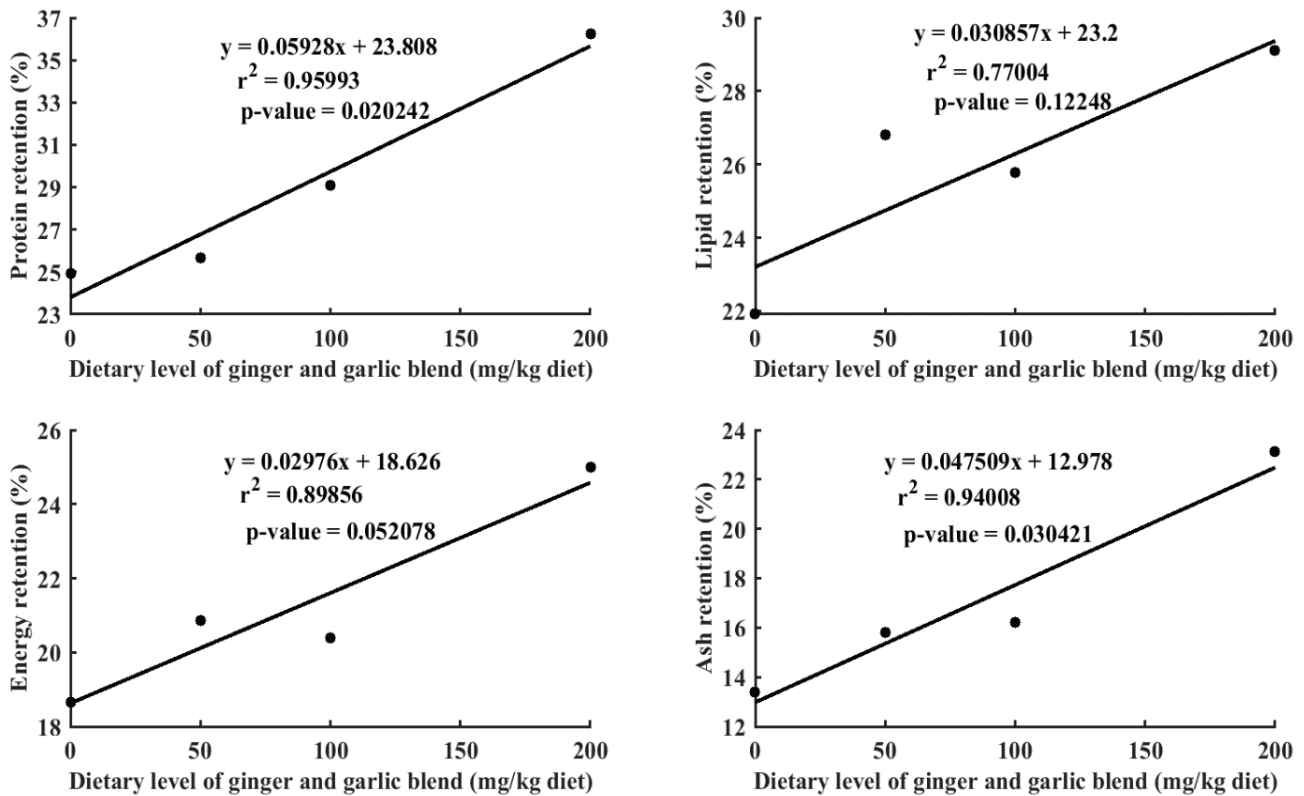 Protein retention (%)
37
35
33
31
29
27
25
23
y = 0.05928x + 23.808
r² = 0.95993
p-value = 0.020242
0 50 100 150 200
Dietary level of ginger and garlic blend (mg/kg diet)
Lipid retention (%)
30
28
26
24
22
y = 0.030857x + 23.2
r² = 0.77004
p-value = 0.12248
0 50 100 150 200
Dietary level of ginger and garlic blend (mg/kg diet)
Energy retention (%)
26
24
22
20
18
y = 0.02976x + 18.626
r² = 0.89856
p-value = 0.052078
0 50 100 150 200
Dietary level of ginger and garlic blend (mg/kg diet)
Ash retention (%)
24
22
20
18
16
14
12
y = 0.047509x + 12.978
r² = 0.94008
p-value = 0.030421
0 50 100 150 200
Dietary level of ginger and garlic blend (mg/kg diet)